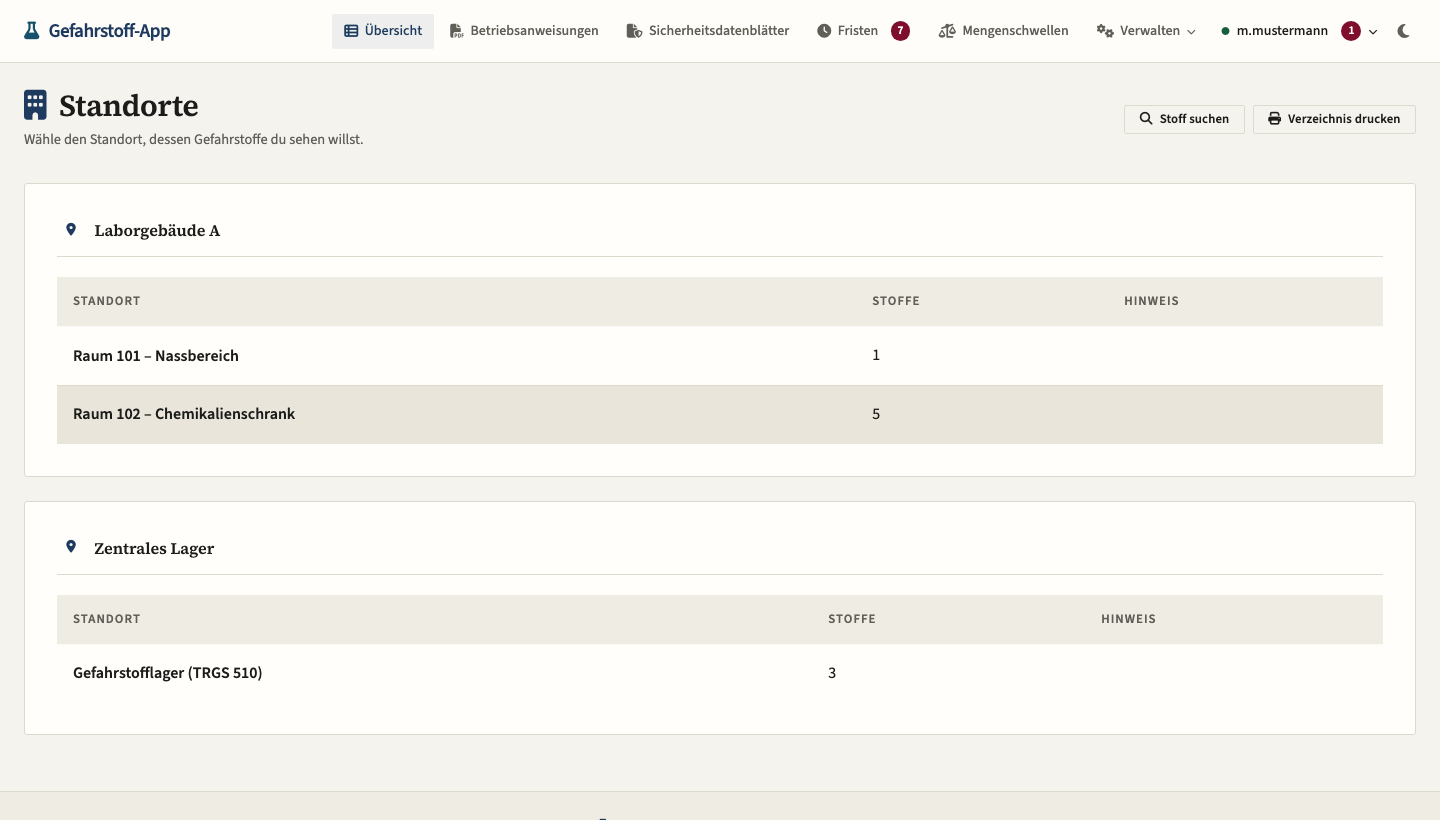 Gefahrstoff-App
Übersicht
Betriebsanweisungen
Sicherheitsdatenblätter
Fristen 7
Mengenschwellen
Verwalten
m.mustermann 1
Standorte
Wähle den Standort, dessen Gefahrstoffe du sehen willst.
Stoff suchen
Verzeichnis drucken
Laborgebäude A
STANDORT STOFFE HINWEIS
Raum 101 – Nassbereich 1
Raum 102 – Chemikalienschrank 5
Zentrales Lager
STANDORT STOFFE HINWEIS
Gefahrstofflager (TRGS 510) 3